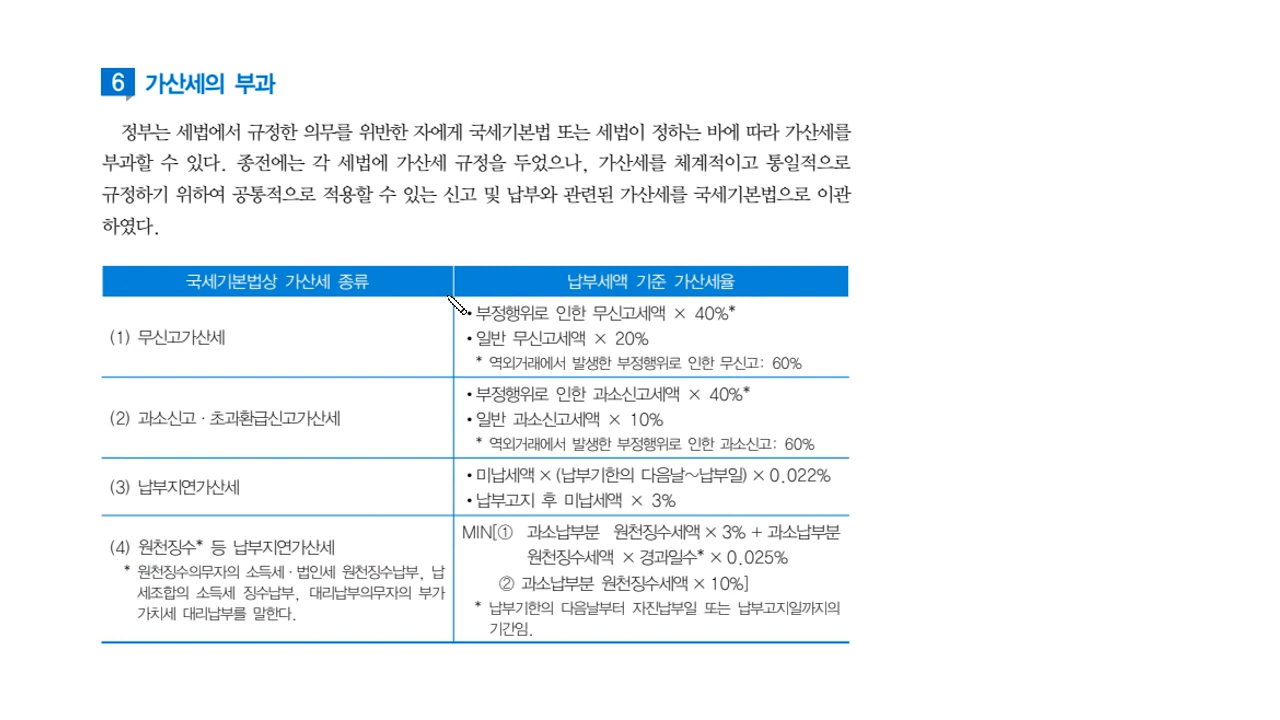 6 가산세의 부과
정부는 세법에서 규정한 의무를 위반한 자에게 국세기본법 또는 세법이 정하는 바에 따라 가산세를
부과할 수 있다. 종전에는 각 세법에 가산세 규정을 두었으나, 가산세를 체계적이고 통일적으로
규정하기 위하여 공통적으로 적용할 수 있는 신고 및 납부와 관련된 가산세를 국세기본법으로 이관
하였다.
국세기본법상 가산세 종류
납부세액 기준 가산세율
(1) 무신고가산세
• 부정행위로 인한 무신고세액 × 40%*
• 일반 무신고세액 × 20%
* 역외거래에서 발생한 부정행위로 인한 무신고: 60%
(2) 과소신고·초과환급신고가산세
• 부정행위로 인한 과소신고세액 × 40%*
• 일반 과소신고세액 × 10%
* 역외거래에서 발생한 부정행위로 인한 과소신고: 60%
(3) 납부지연가산세
• 미납세액 × (납부기한의 다음날~납부일) × 0.022%
• 납부고지 후 미납세액 × 3%
(4) 원천징수* 등 납부지연가산세
* 원천징수의무자의 소득세·법인세 원천징수납부, 납
세조합의 소득세 징수납부, 대리납부의무자의 부가
가치세 대리납부를 말한다.
MIN[① 과소납부분 원천징수세액 × 3% + 과소납부분
원천징수세액 × 경과일수* × 0.025%
② 과소납부분 원천징수세액 × 10%]
* 납부기한의 다음날부터 자진납부일 또는 납부고지일까지의
기간임.